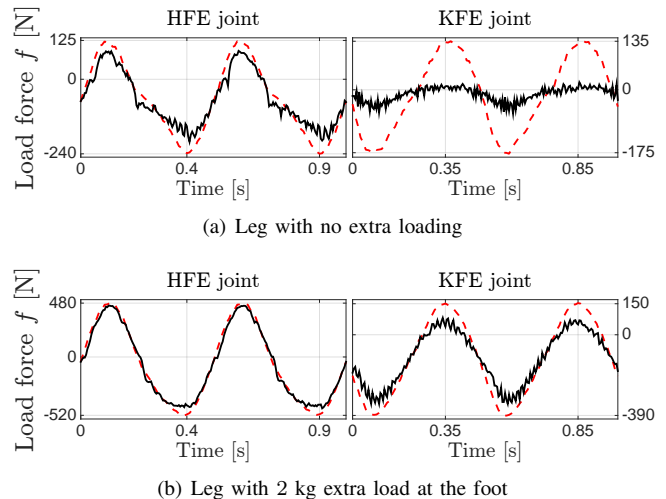 HFE joint KFE joint
Load force f [N]
125 135
0 0
-240 -175
0 0.4 0.9 0.35 0.85
Time [s] Time [s]
(a) Leg with no extra loading
HFE joint KFE joint
Load force f [N]
480 150
0 0
-520 -390
0 0.4 0.9 0.35 0.85
Time [s] Time [s]
(b) Leg with 2 kg extra load at the foot